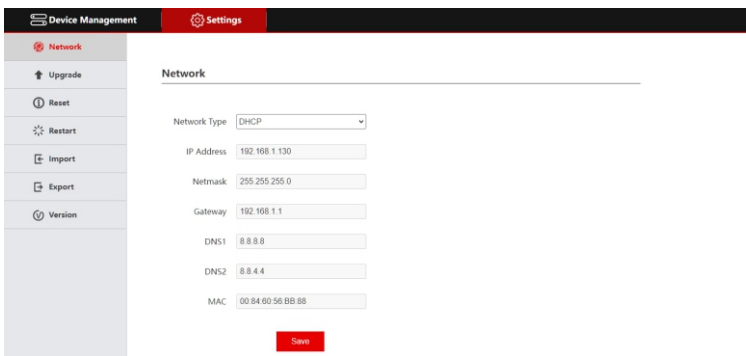 Device Management Settings
Network
Upgrade
Reset
Restart
Import
Export
Version
Network
Network Type DHCP
IP Address 192.168.1.130
Netmask 255.255.255.0
Gateway 192.168.1.1
DNS1 8.8.8.8
DNS2 8.8.4.4
MAC 00:84:60:56:BB:88
Save